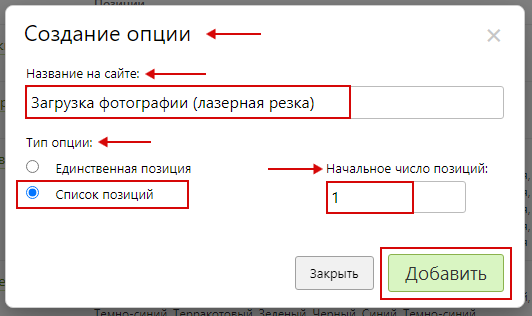 Создание опции
Название на сайте:
Загрузка фотографии (лазерная резка)
Тип опции:
Единственная позиция
Начальное число позиций:
Список позиций
1
Закрыть
Добавить
Темно-синий, Терракотовый, Зеленый, Черный, Синий, Темно-синий